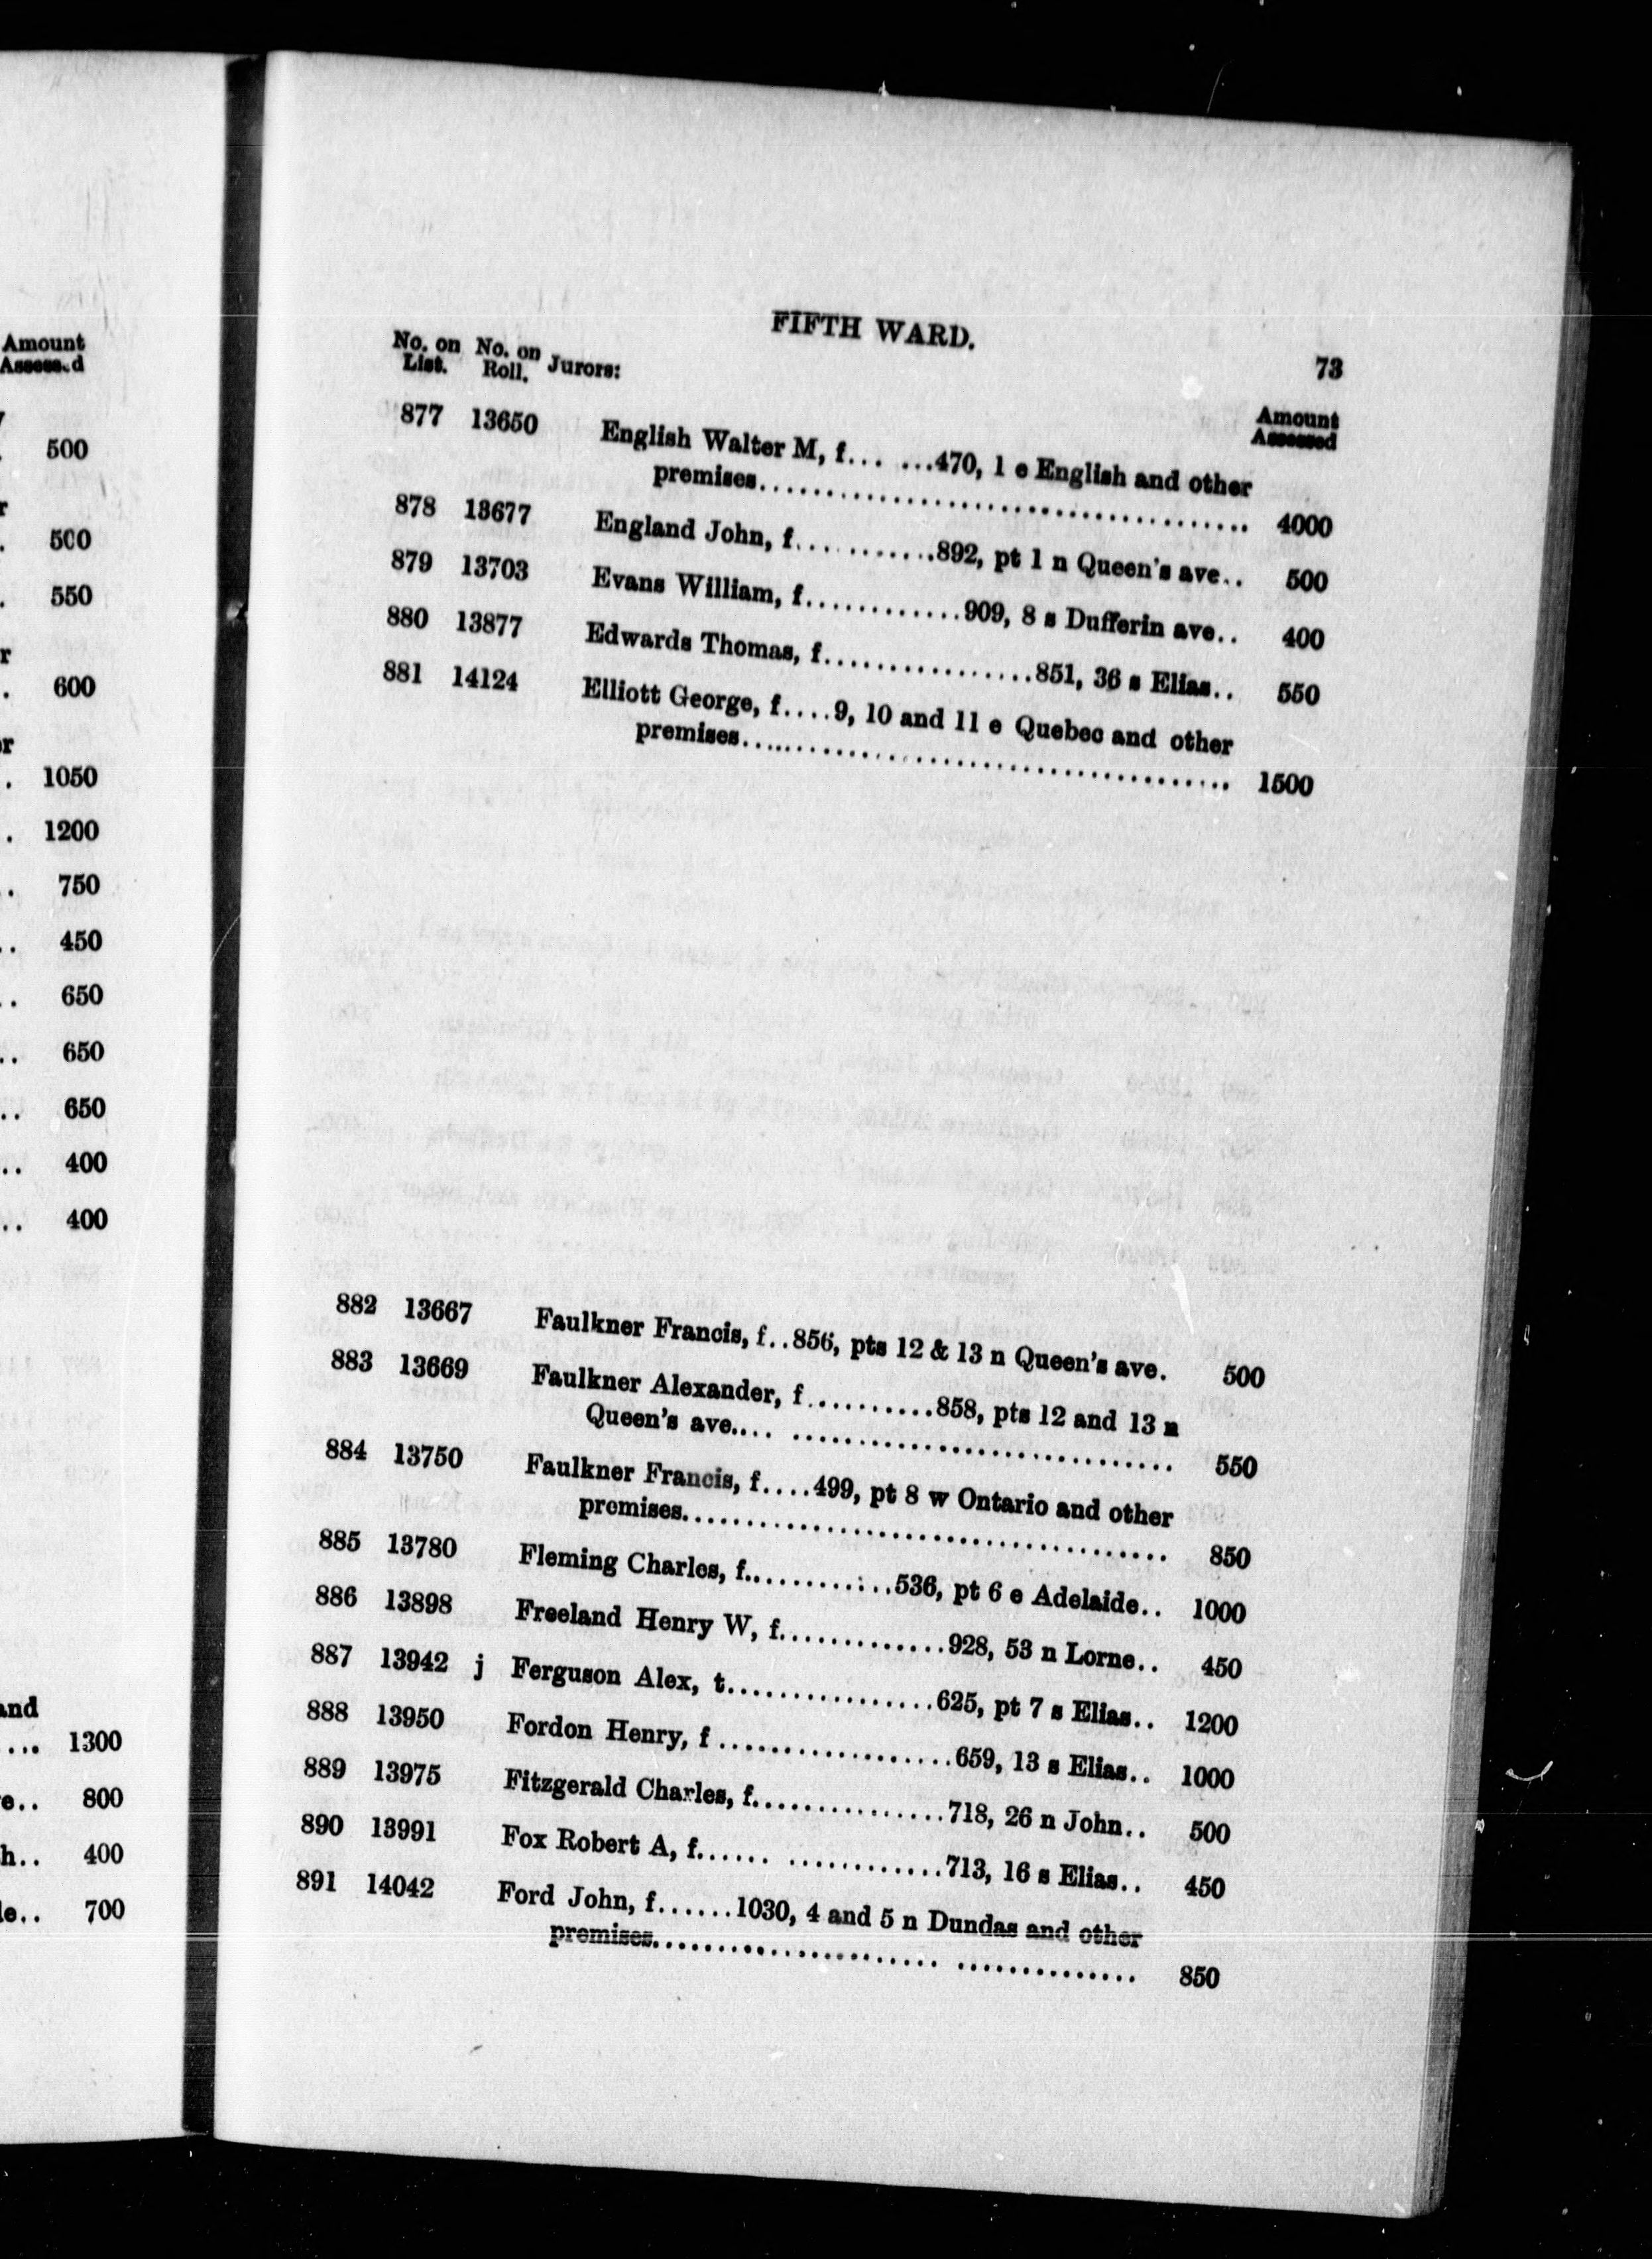 Amount
Assessed
500
500
550
600
1050
1200
750
450
650
650
650
400
400
and
.... 1300
800
400
700
FIFTH WARD.
73
No. on List. No. on Roll. Jurors: Amount Assessed
877 13650 English Walter M, f... ...470, 1 e English and other
premises.................................... 4000
878 13677 England John, f...........892, pt 1 n Queen's ave.. 500
879 13703 Evans William, f............909, 8 s Dufferin ave.. 400
880 13877 Edwards Thomas, f................851, 36 s Elias.. 550
881 14124 Elliott George, f....9, 10 and 11 e Quebec and other
premises..................................... 1500
882 13667 Faulkner Francis, f..856, pts 12 & 13 n Queen's ave. 500
883 13669 Faulkner Alexander, f..........858, pts 12 and 13 n
Queen's ave.... ............................. 550
884 13750 Faulkner Francis, f....499, pt 8 w Ontario and other
premises..................................... 850
885 13780 Fleming Charles, f...........536, pt 6 e Adelaide.. 1000
886 13898 Freeland Henry W, f.............928, 53 n Lorne.. 450
887 13942 j Ferguson Alex, t................625, pt 7 s Elias.. 1200
888 13950 Fordon Henry, f ..................659, 13 s Elias.. 1000
889 13975 Fitzgerald Charles, f...............718, 26 n John.. 500
890 13991 Fox Robert A, f...... ............713, 16 s Elias.. 450
891 14042 Ford John, f......1030, 4 and 5 n Dundas and other
premises...................... .............. 850